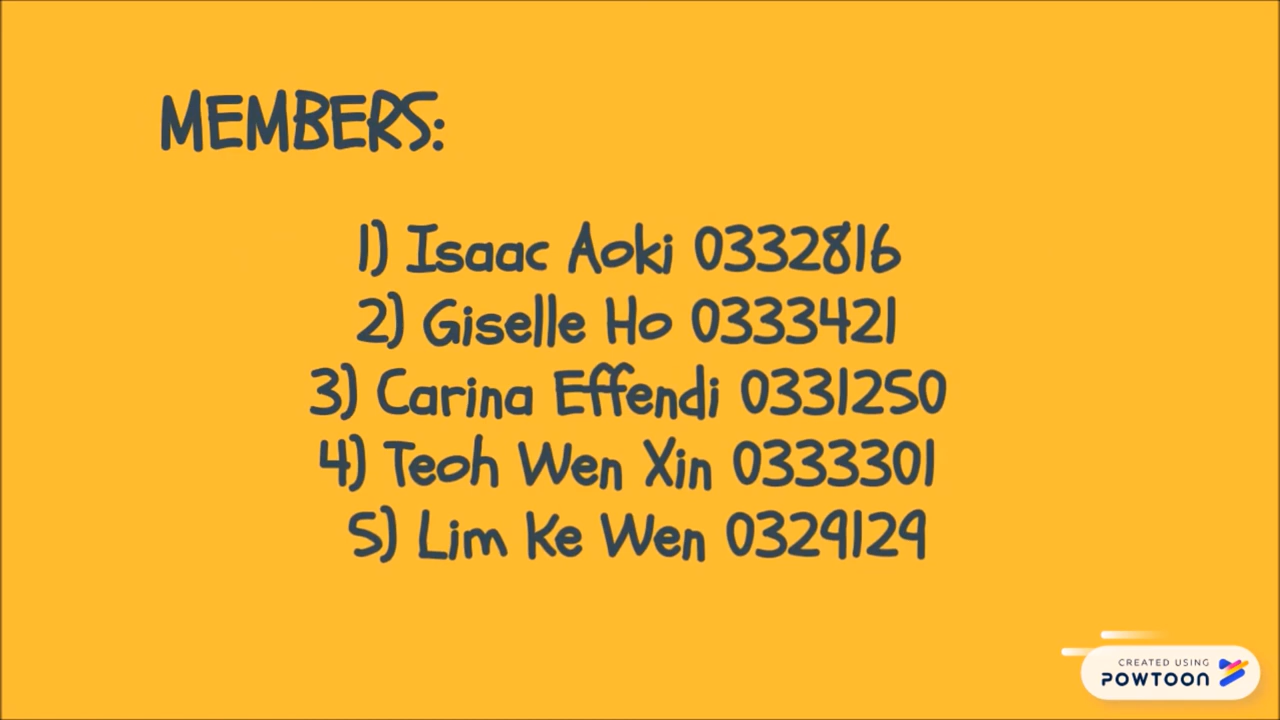 MEMBERS:
1) Isaac Aoki 0332816
2) Giselle Ho 0333421
3) Carina Effendi 0331250
4) Teoh Wen Xin 0333301
5) Lim Ke Wen 0329129
CREATED USING
POWTOON